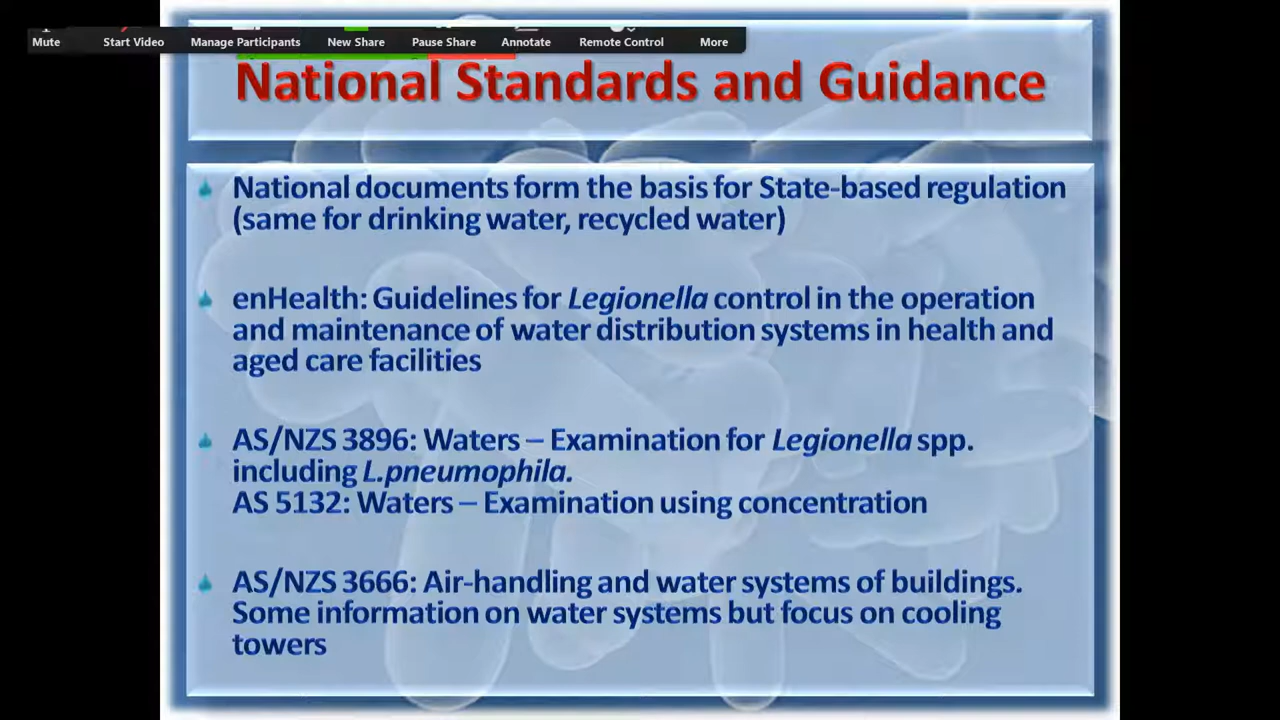 Mute Start Video Manage Participants New Share Pause Share Annotate Remote Control More
National Standards and Guidance
National documents form the basis for State-based regulation
(same for drinking water, recycled water)
enHealth: Guidelines for Legionella control in the operation
and maintenance of water distribution systems in health and
aged care facilities
AS/NZS 3896: Waters – Examination for Legionella spp.
including L.pneumophila.
AS 5132: Waters – Examination using concentration
AS/NZS 3666: Air-handling and water systems of buildings.
Some information on water systems but focus on cooling
towers